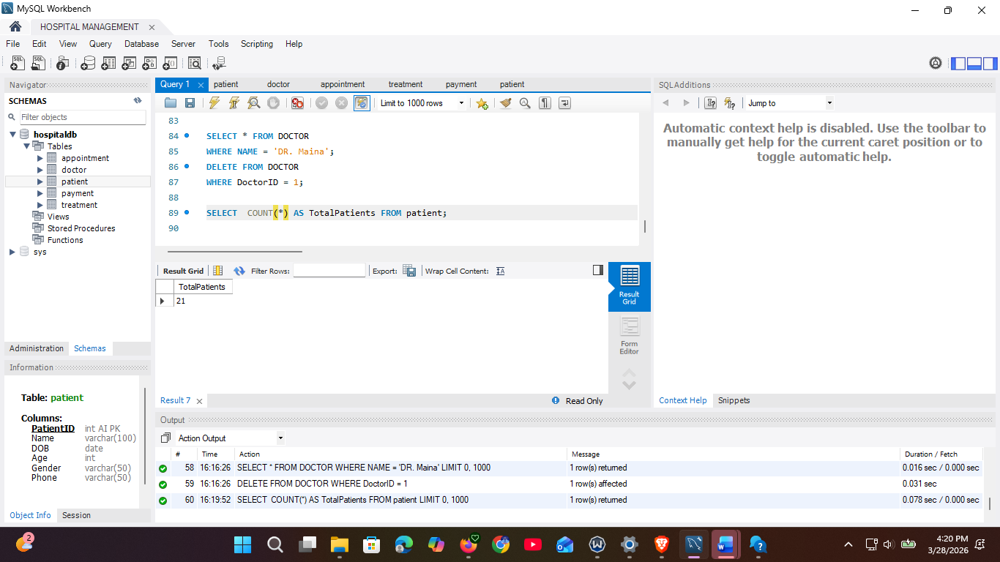 MySQL Workbench
HOSPITAL MANAGEMENT
File Edit View Query Database Server Tools Scripting Help
Navigator
SCHEMAS
Filter objects
hospitaldb
Tables
appointment
doctor
patient
payment
treatment
Views
Stored Procedures
Functions
sys
Administration Schemas
Information
Table: patient
Columns:
PatientID int AI PK
Name varchar(100)
DOB date
Age int
Gender varchar(50)
Phone varchar(50)
Object Info Session
Query 1 patient doctor appointment treatment payment patient
Limit to 1000 rows
83
84 SELECT * FROM DOCTOR
85 WHERE NAME = 'DR. Maina';
86 DELETE FROM DOCTOR
87 WHERE DoctorID = 1;
88
89 SELECT  COUNT(*) AS TotalPatients FROM patient;
90
Result Grid Filter Rows: Export: Wrap Cell Content:
TotalPatients
21
Result Grid
Form Editor
Result 7
Read Only
SQLAdditions
Jump to
Automatic context help is disabled. Use the toolbar to
manually get help for the current caret position or to
toggle automatic help.
Context Help Snippets
Output
Action Output
# Time Action Message Duration / Fetch
58 16:16:26 SELECT * FROM DOCTOR WHERE NAME = 'DR. Maina' LIMIT 0, 1000 1 row(s) returned 0.016 sec / 0.000 sec
59 16:16:26 DELETE FROM DOCTOR WHERE DoctorID = 1 1 row(s) affected 0.031 sec
60 16:19:52 SELECT  COUNT(*) AS TotalPatients FROM patient LIMIT 0, 1000 1 row(s) returned 0.078 sec / 0.000 sec
2
4:20 PM
3/28/2026